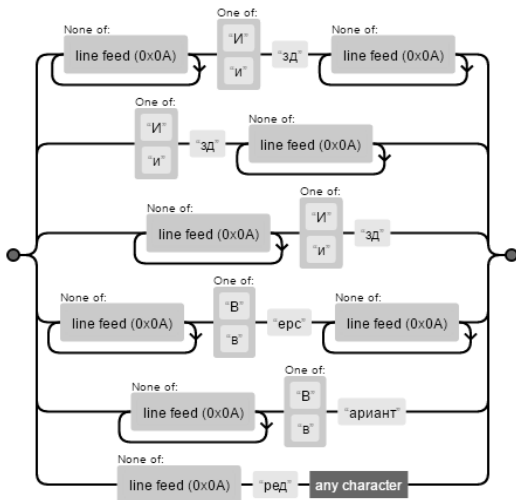 One of:
None of:
None of:
line feed (0x0A)
“И”
“и”
“зд”
line feed (0x0A)
One of:
“И”
“и”
“зд”
None of:
line feed (0x0A)
None of:
line feed (0x0A)
One of:
“И”
“и”
“зд”
None of:
line feed (0x0A)
One of:
“В”
“в”
“ерс”
None of:
line feed (0x0A)
None of:
line feed (0x0A)
One of:
“В”
“в”
“ариант”
None of:
line feed (0x0A)
“ред”
any character